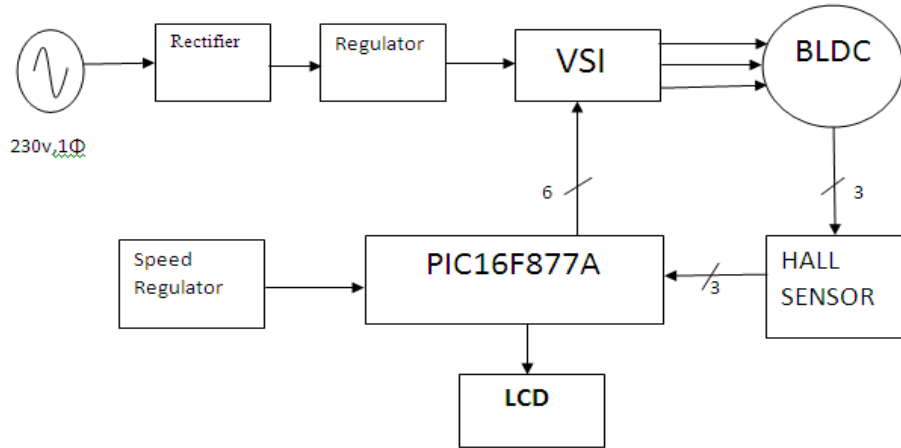 Rectifier
Regulator
VSI
BLDC
230v,1Φ
6
3
Speed
Regulator
PIC16F877A
3
HALL
SENSOR
LCD